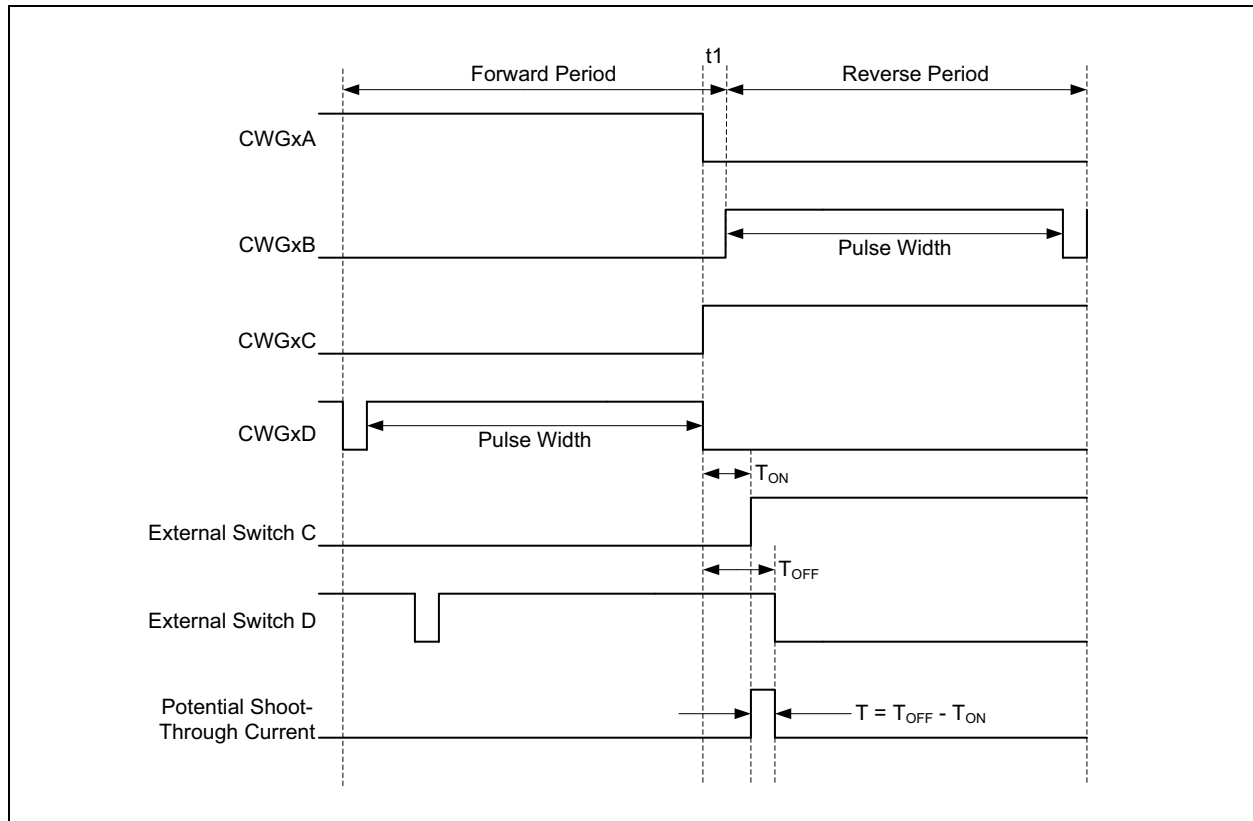 t1
Forward Period
Reverse Period
CWGxA
CWGxB
Pulse Width
CWGxC
CWGxD
Pulse Width
TON
External Switch C
TOFF
External Switch D
Potential Shoot-
Through Current
T = TOFF - TON